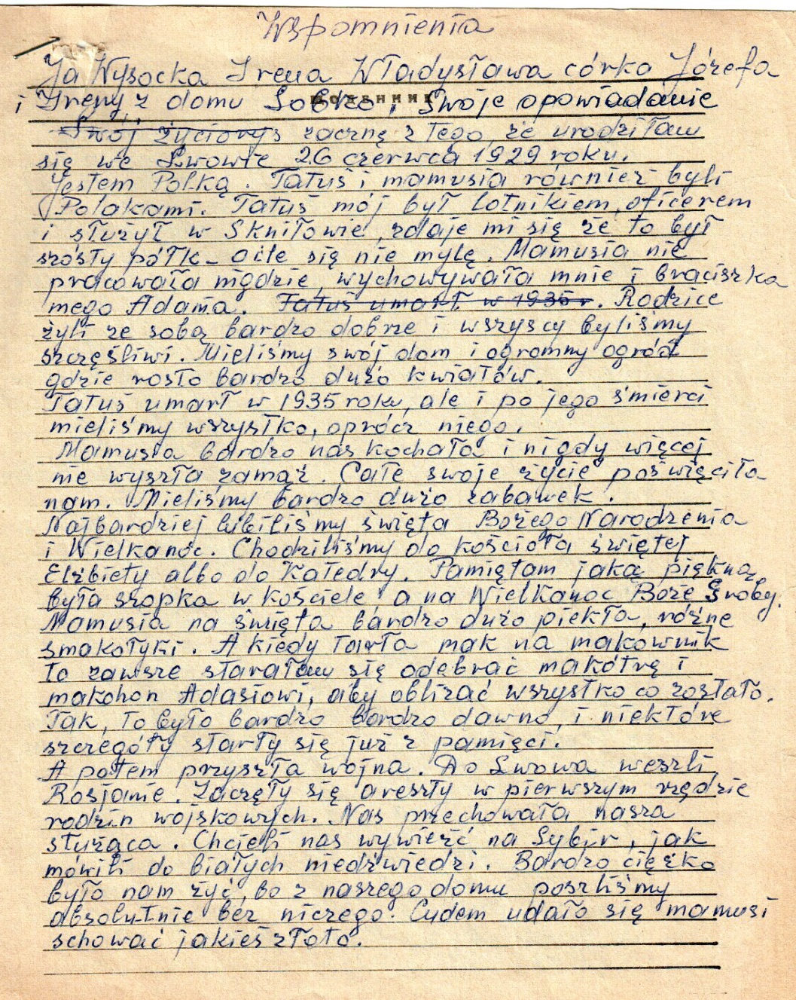 Wspomnienia
Ja Wysocka Irena Władysława córka Józefa
i Ireny z domu Sobko, Swoje opowiadanie
щоденник
Swój życiorys zacznę z tego, że urodziłam
się we Lwowie 26 czerwca 1929 roku.
Jestem Polką. Tatuś i mamusia również byli
Polakami. Tatuś mój był lotnikiem, oficerem
i służył w Skniłowie, zdaje mi się że to był
szósty półk – o ile się nie mylę. Mamusia nie
pracowała nigdzie, wychowywała mnie i braciszka
mego Adama. Tatuś umarł w 1935 r. Rodzice
żyli ze sobą bardzo dobrze i wszyscy byliśmy
szczęśliwi. Mieliśmy swój dom i ogromny ogród
gdzie rosło bardzo dużo kwiatów.
Tatuś umarł w 1935 roku, ale i po jego śmierci
mieliśmy wszystko, oprócz niego.
Mamusia bardzo nas kochała i nigdy więcej
nie wyszła zamąż. Całe swoje życie poświęciła
nam. Mieliśmy bardzo dużo zabawek.
Najbardziej lubiliśmy święta Bożego Narodzenia
i Wielkanoc. Chodziliśmy do kościoła świętej
Elżbiety albo do Katedry. Pamiętam jaką piękną
była szopka w kościele, a na Wielkanoc Boże Groby.
Mamusia na święta bardzo dużo piekła, różne
smakołyki. A kiedy tarła mak na makownik
to zawsze starałam się odebrać makótrę i
makohon Adasiowi, aby oblizać wszystko co zostało.
Tak, to było bardzo bardzo dawno, i niektóre
szczegóły starły się już z pamięci.
A potem przyszła wojna. Do Lwowa weszli
Rosjanie. Zaczęły się areszty w pierwszym rzędzie
rodzin wojskowych. Nas przechowała nasza
służąca. Chcieli nas wywieźć na Sybir, jak
mówili do białych niedźwiedzi. Bardzo ciężko
było nam żyć, bo z naszego domu poszliśmy
absolutnie bez niczego. Cudem udało się mamusi
schować jakieś złoto.